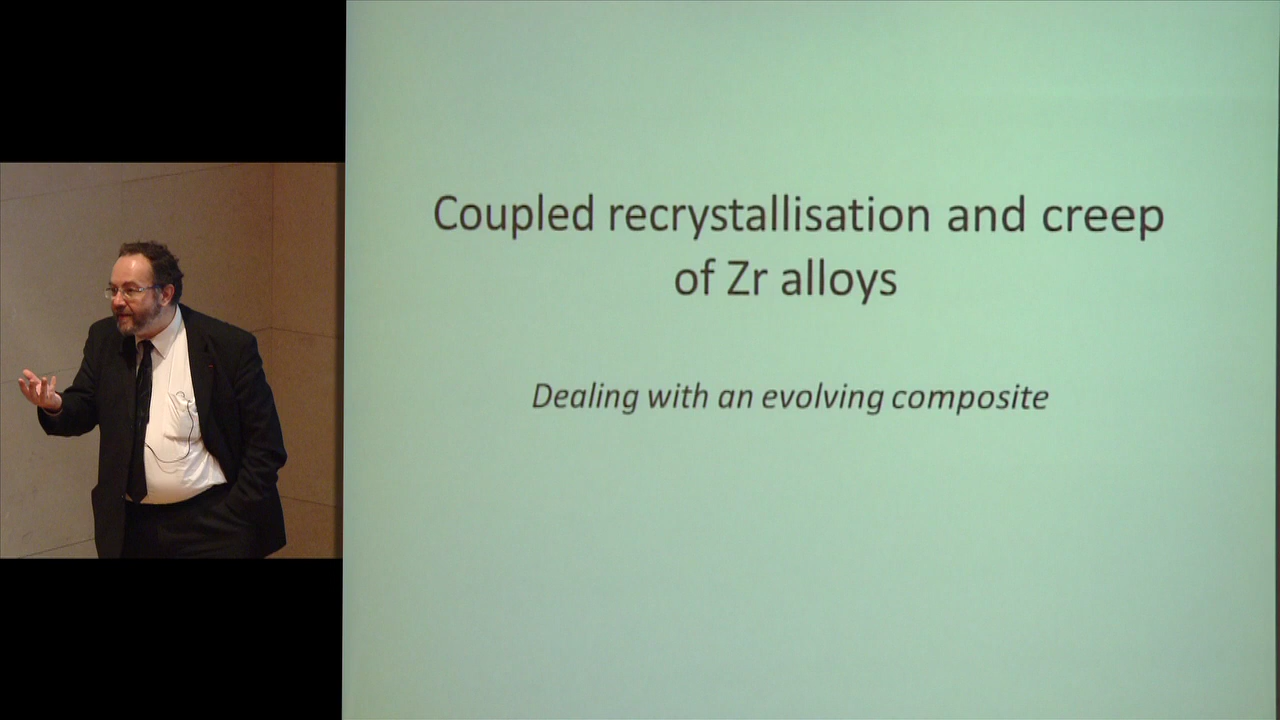 Coupled recrystallisation and creep
of Zr alloys
Dealing with an evolving composite